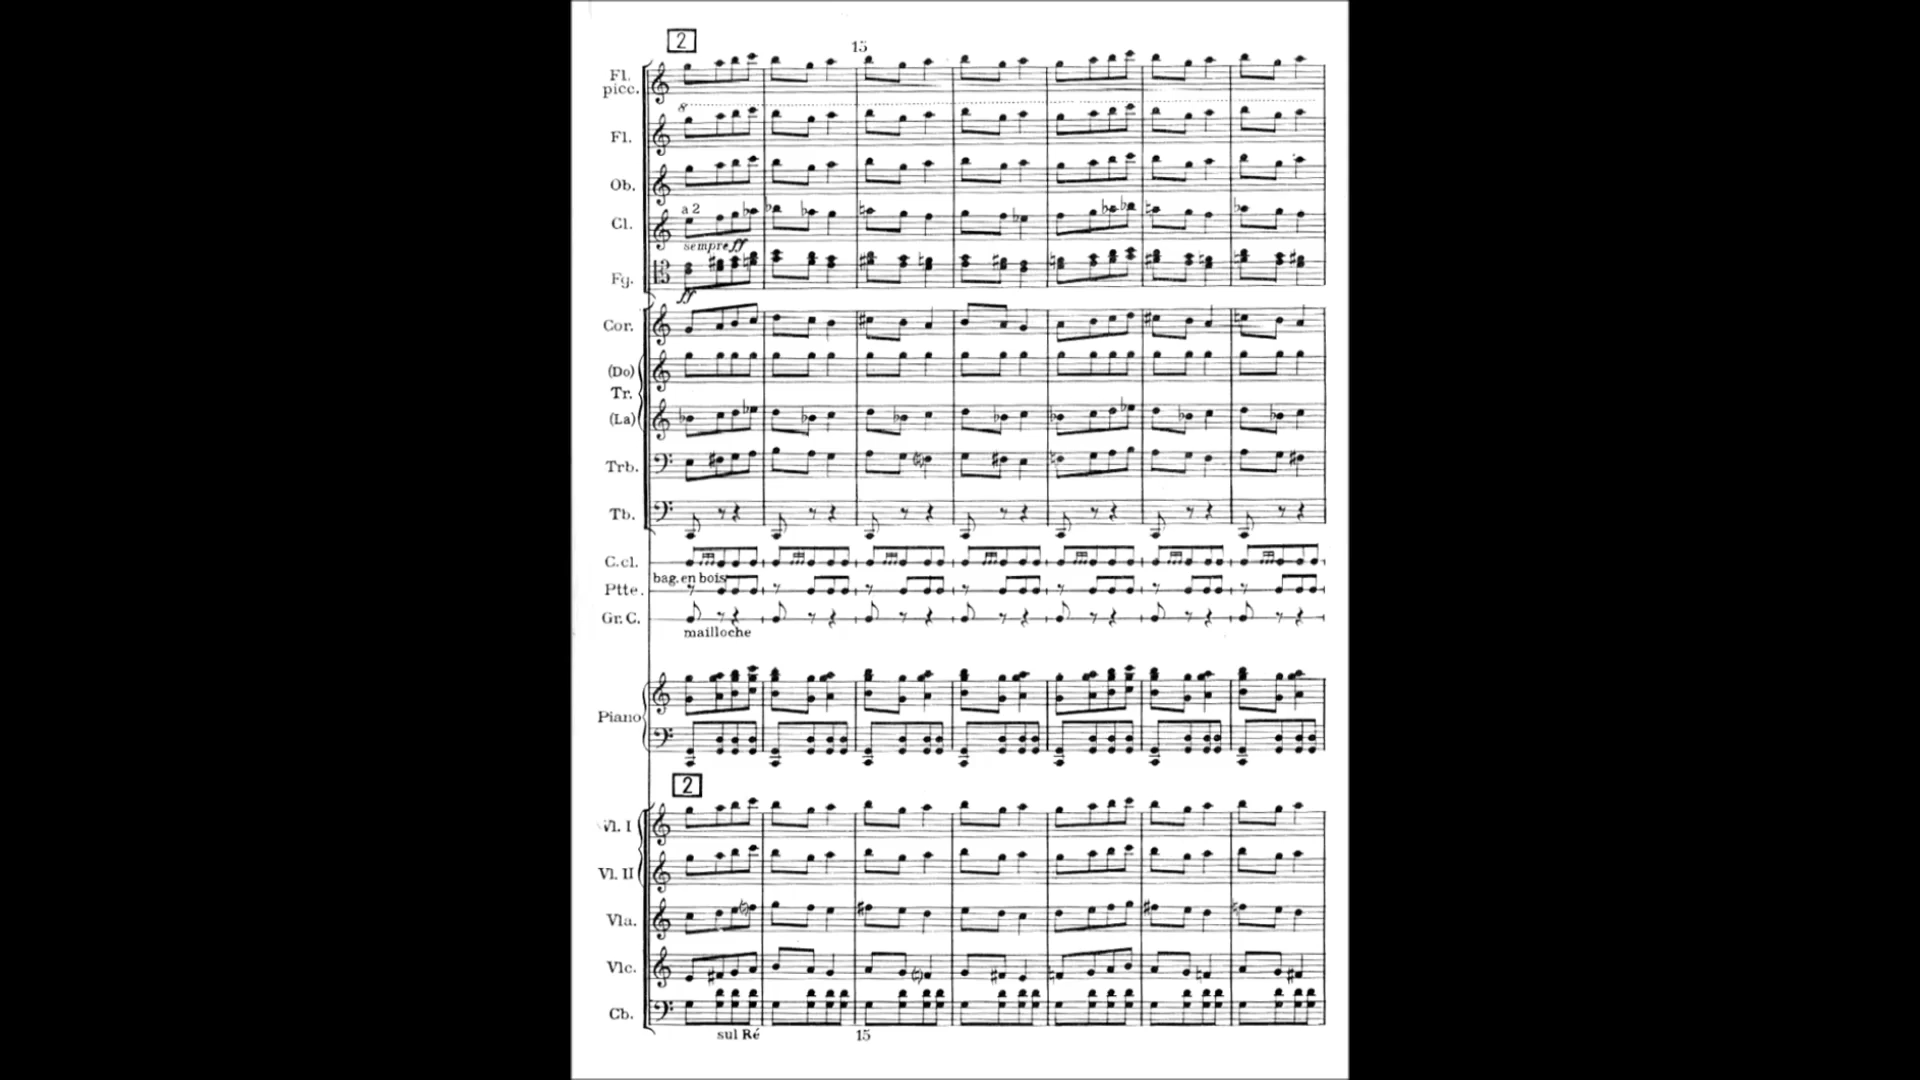 2
15
Fl.
picc.
8
Fl.
Ob.
a 2
Cl.
sempre ff
Fg.
ff
Cor.
(Do)
Tr.
(La)
Trb.
Tb.
C.cl.
bag. en bois
Ptte.
Gr. C.
mailloche
Piano
2
Vl. I
Vl. II
Vla.
Vlc.
Cb.
sul Ré
15